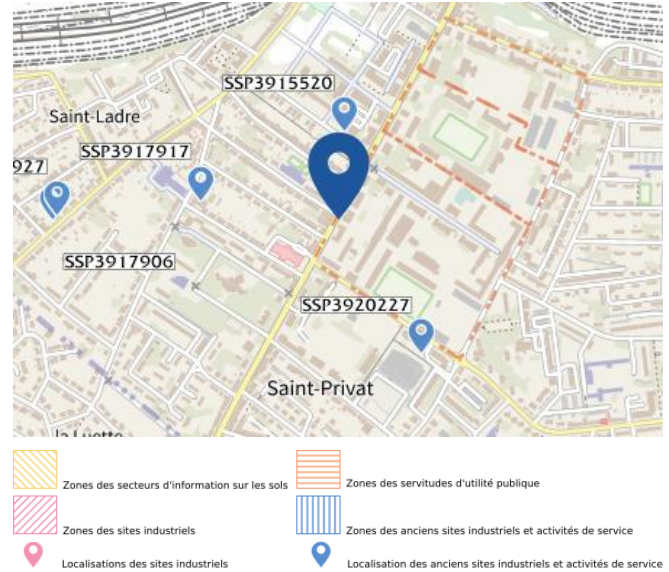 SSP3915520
Saint-Ladre
SSP3917917
927
SSP3917906
SSP3920227
Saint-Privat
la Luette
Zones des secteurs d'information sur les sols
Zones des servitudes d'utilité publique
Zones des sites industriels
Zones des anciens sites industriels et activités de service
Localisations des sites industriels
Localisation des anciens sites industriels et activités de service